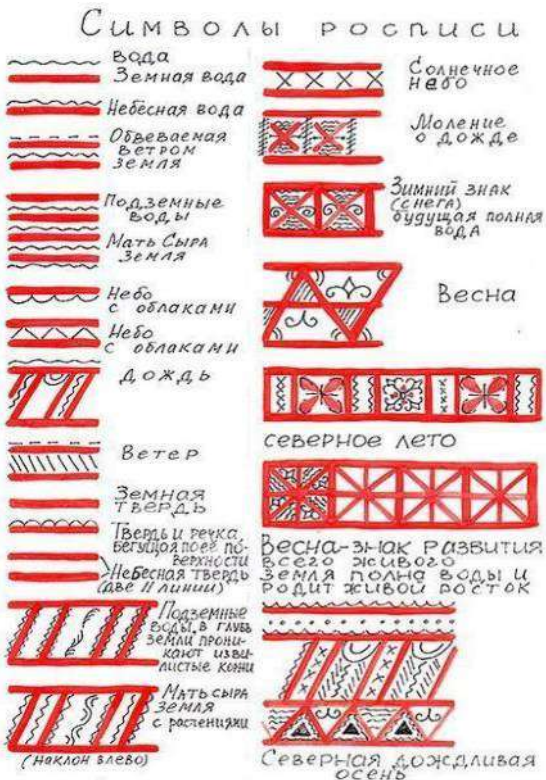 Символы росписи
вода
Земная вода
Небесная вода
Обвеваемая
ветром
земля
Подземные
воды
Мать Сыра
Земля
Небо
с облаками
Небо
с облаками
дождь
Ветер
Земная
твердь
Твердь и речка
бегущая по её по-
верхности
Небесная твердь
(две II линии)
Подземные
воды в глубь
земли прони-
кают изви-
листые корни
Мать сыра
земля
с растениями
(наклон влево)
Солнечное
небо
Моление
о дожде
Зимний знак
(снега)
будущая полная
вода
Весна
северное лето
Весна-знак развития
всего живого
Земля полна воды и
родит живой росток
Северная дождливая
осень